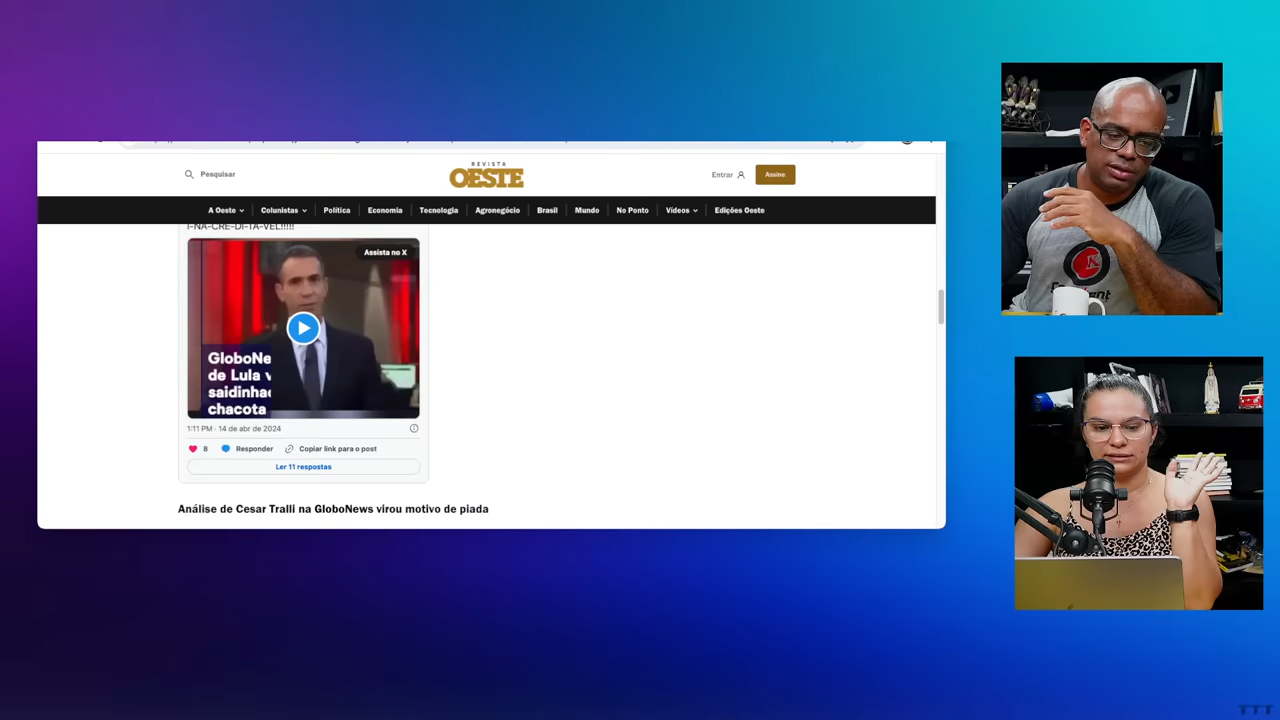 Pesquisar
REVISTA
OESTE
Entrar
Assine
A Oeste
Colunistas
Política
Economia
Tecnologia
Agronegócio
Brasil
Mundo
No Ponto
Vídeos
Edições Oeste
I-NA-CRE-DI-TÁ-VEL!!!!!
Assista no X
GloboNe
de Lula v
saidinha
chacota
1:11 PM · 14 de abr de 2024
8
Responder
Copiar link para o post
Ler 11 respostas
Análise de Cesar Tralli na GloboNews virou motivo de piada
K